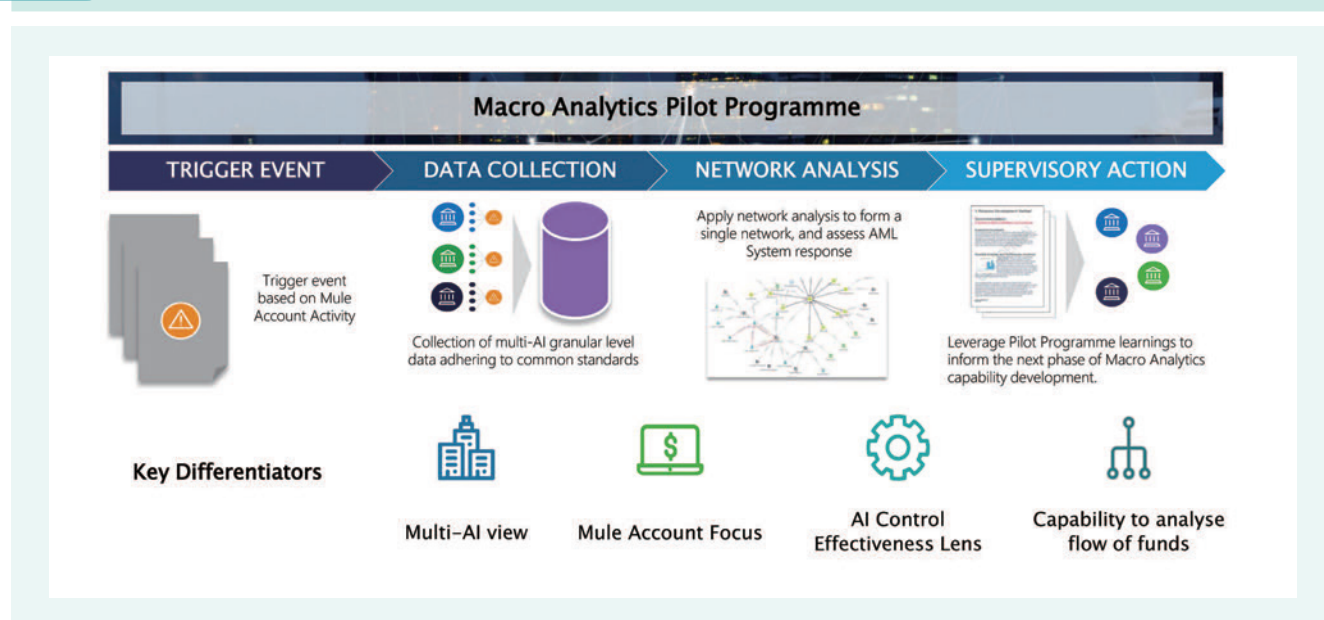 Macro Analytics Pilot Programme
TRIGGER EVENT
DATA COLLECTION
NETWORK ANALYSIS
SUPERVISORY ACTION
Trigger event
based on Mule
Account Activity
Collection of multi-AI granular level
data adhering to common standards
Apply network analysis to form a
single network, and assess AML
System response
Leverage Pilot Programme learnings to
inform the next phase of Macro Analytics
capability development.
Key Differentiators
Multi-AI view
Mule Account Focus
AI Control
Effectiveness Lens
Capability to analyse
flow of funds